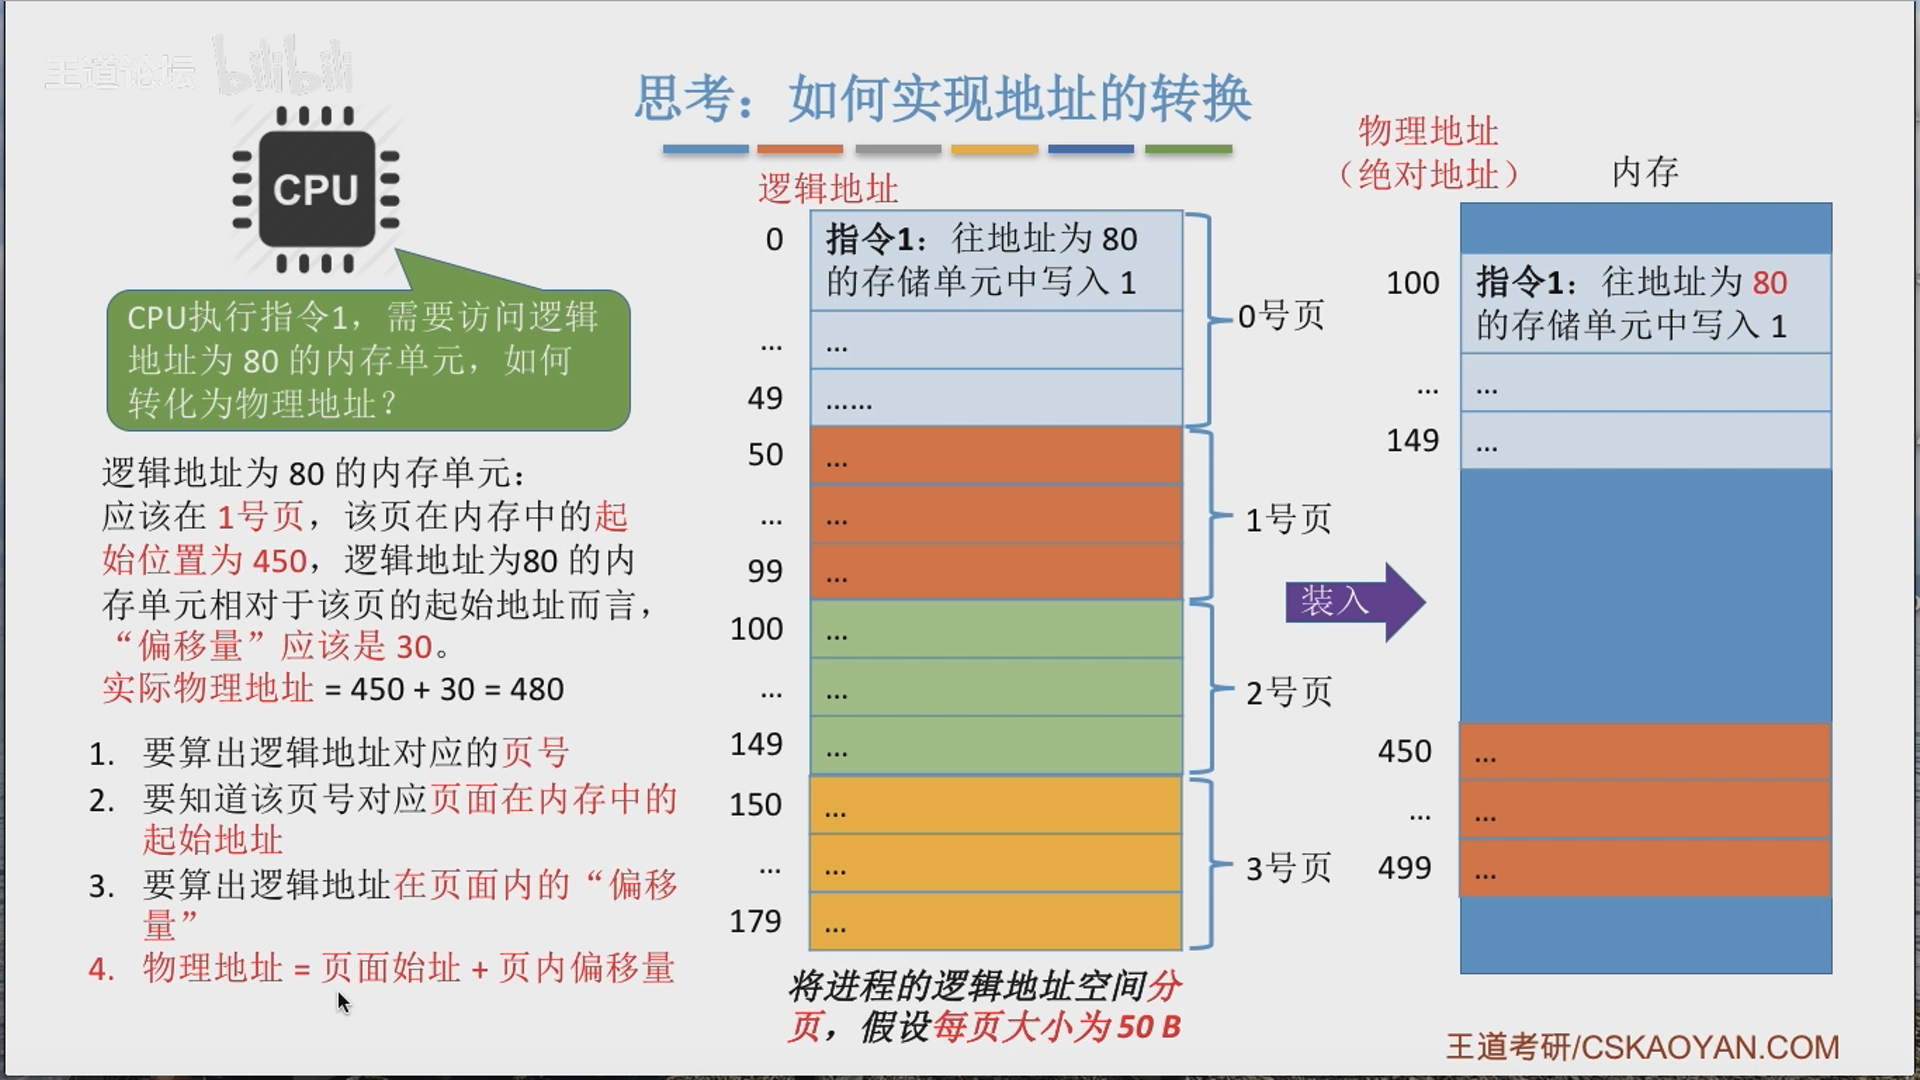 王道论坛 bilibili
思考：如何实现地址的转换
CPU
CPU执行指令1，需要访问逻辑
地址为 80 的内存单元，如何
转化为物理地址？
逻辑地址为 80 的内存单元：
应该在 1号页，该页在内存中的起
始位置为 450，逻辑地址为80 的内
存单元相对于该页的起始地址而言，
“偏移量”应该是 30。
实际物理地址 = 450 + 30 = 480
1. 要算出逻辑地址对应的页号
2. 要知道该页号对应页面在内存中的
起始地址
3. 要算出逻辑地址在页面内的“偏移
量”
4. 物理地址 = 页面始址 + 页内偏移量
逻辑地址
0 指令1：往地址为 80
的存储单元中写入 1
... ...
49 ......
0号页
50 ...
... ...
99 ...
1号页
100 ...
... ...
149 ...
2号页
150 ...
... ...
179 ...
3号页
将进程的逻辑地址空间分
页，假设每页大小为 50 B
装入
物理地址
（绝对地址）
内存
100 指令1：往地址为 80
的存储单元中写入 1
... ...
149 ...
450 ...
... ...
499 ...
王道考研/CSKAOYAN.COM